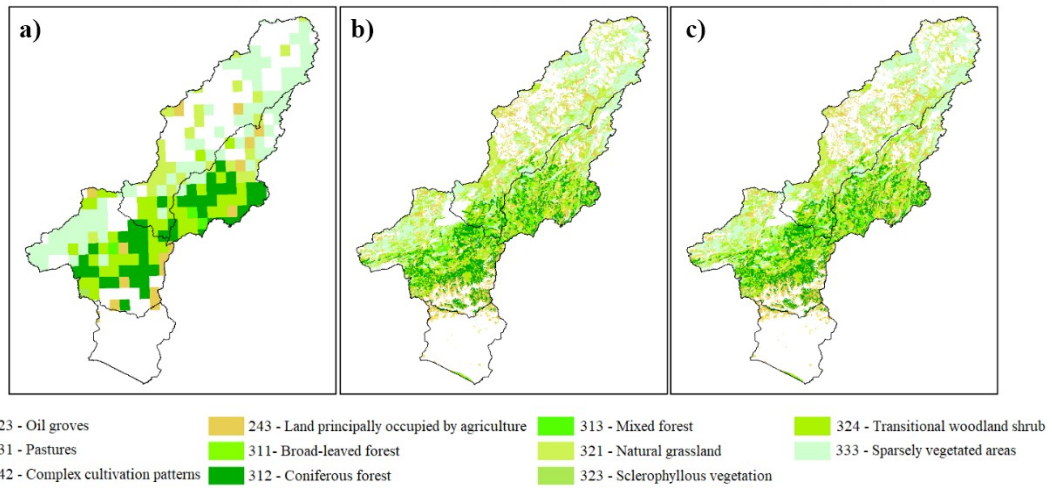 a)
b)
c)
23 - Oil groves
243 - Land principally occupied by agriculture
313 - Mixed forest
324 - Transitional woodland shrub
31 - Pastures
311- Broad-leaved forest
321 - Natural grassland
333 - Sparsely vegetated areas
42 - Complex cultivation patterns
312 - Coniferous forest
323 - Sclerophyllous vegetation